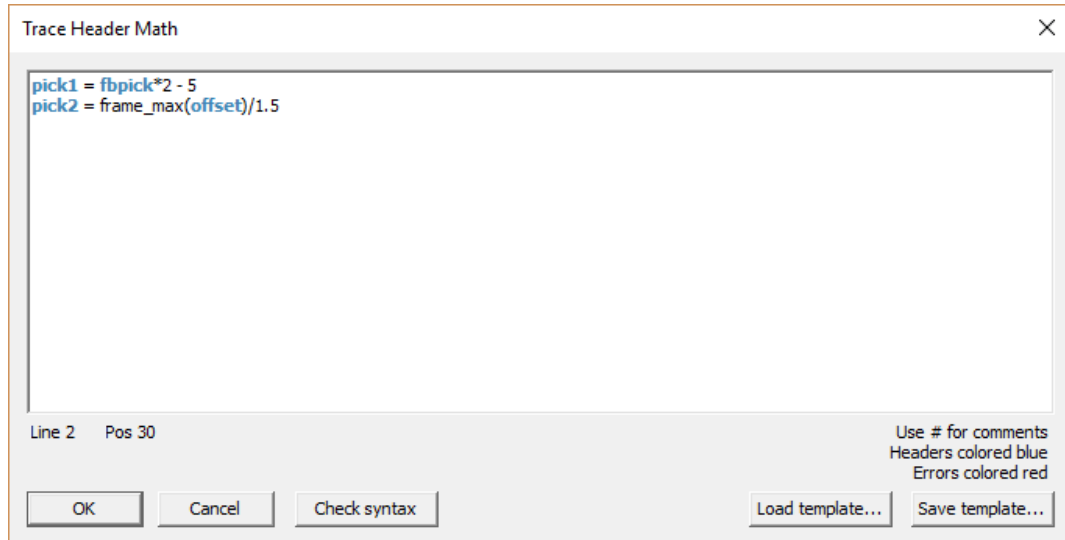 Trace Header Math
pick1 = fbpick*2 - 5
pick2 = frame_max(offset)/1.5
Line 2 Pos 30
Use # for comments
Headers colored blue
Errors colored red
OK Cancel Check syntax Load template... Save template...